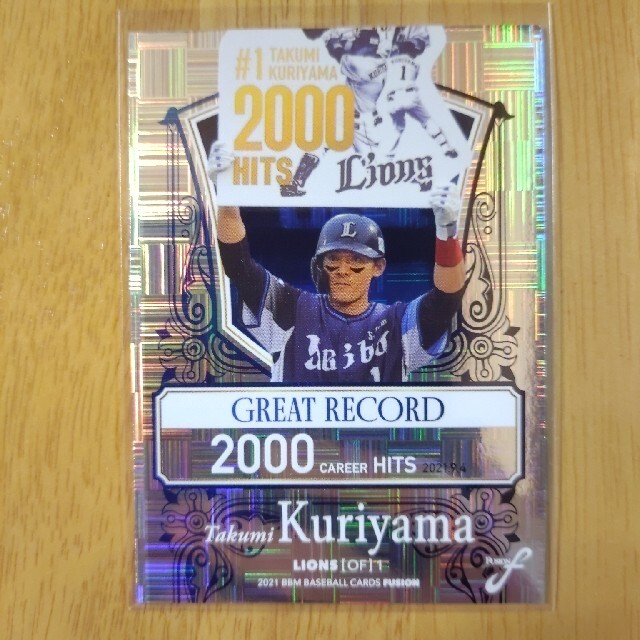 #1 TAKUMI
KURIYAMA
2000
HITS
Lions
L
1
GREAT RECORD
2000 CAREER HITS 2021.9.4
Takumi Kuriyama
LIONS [OF] 1
2021 BBM BASEBALL CARDS FUSION